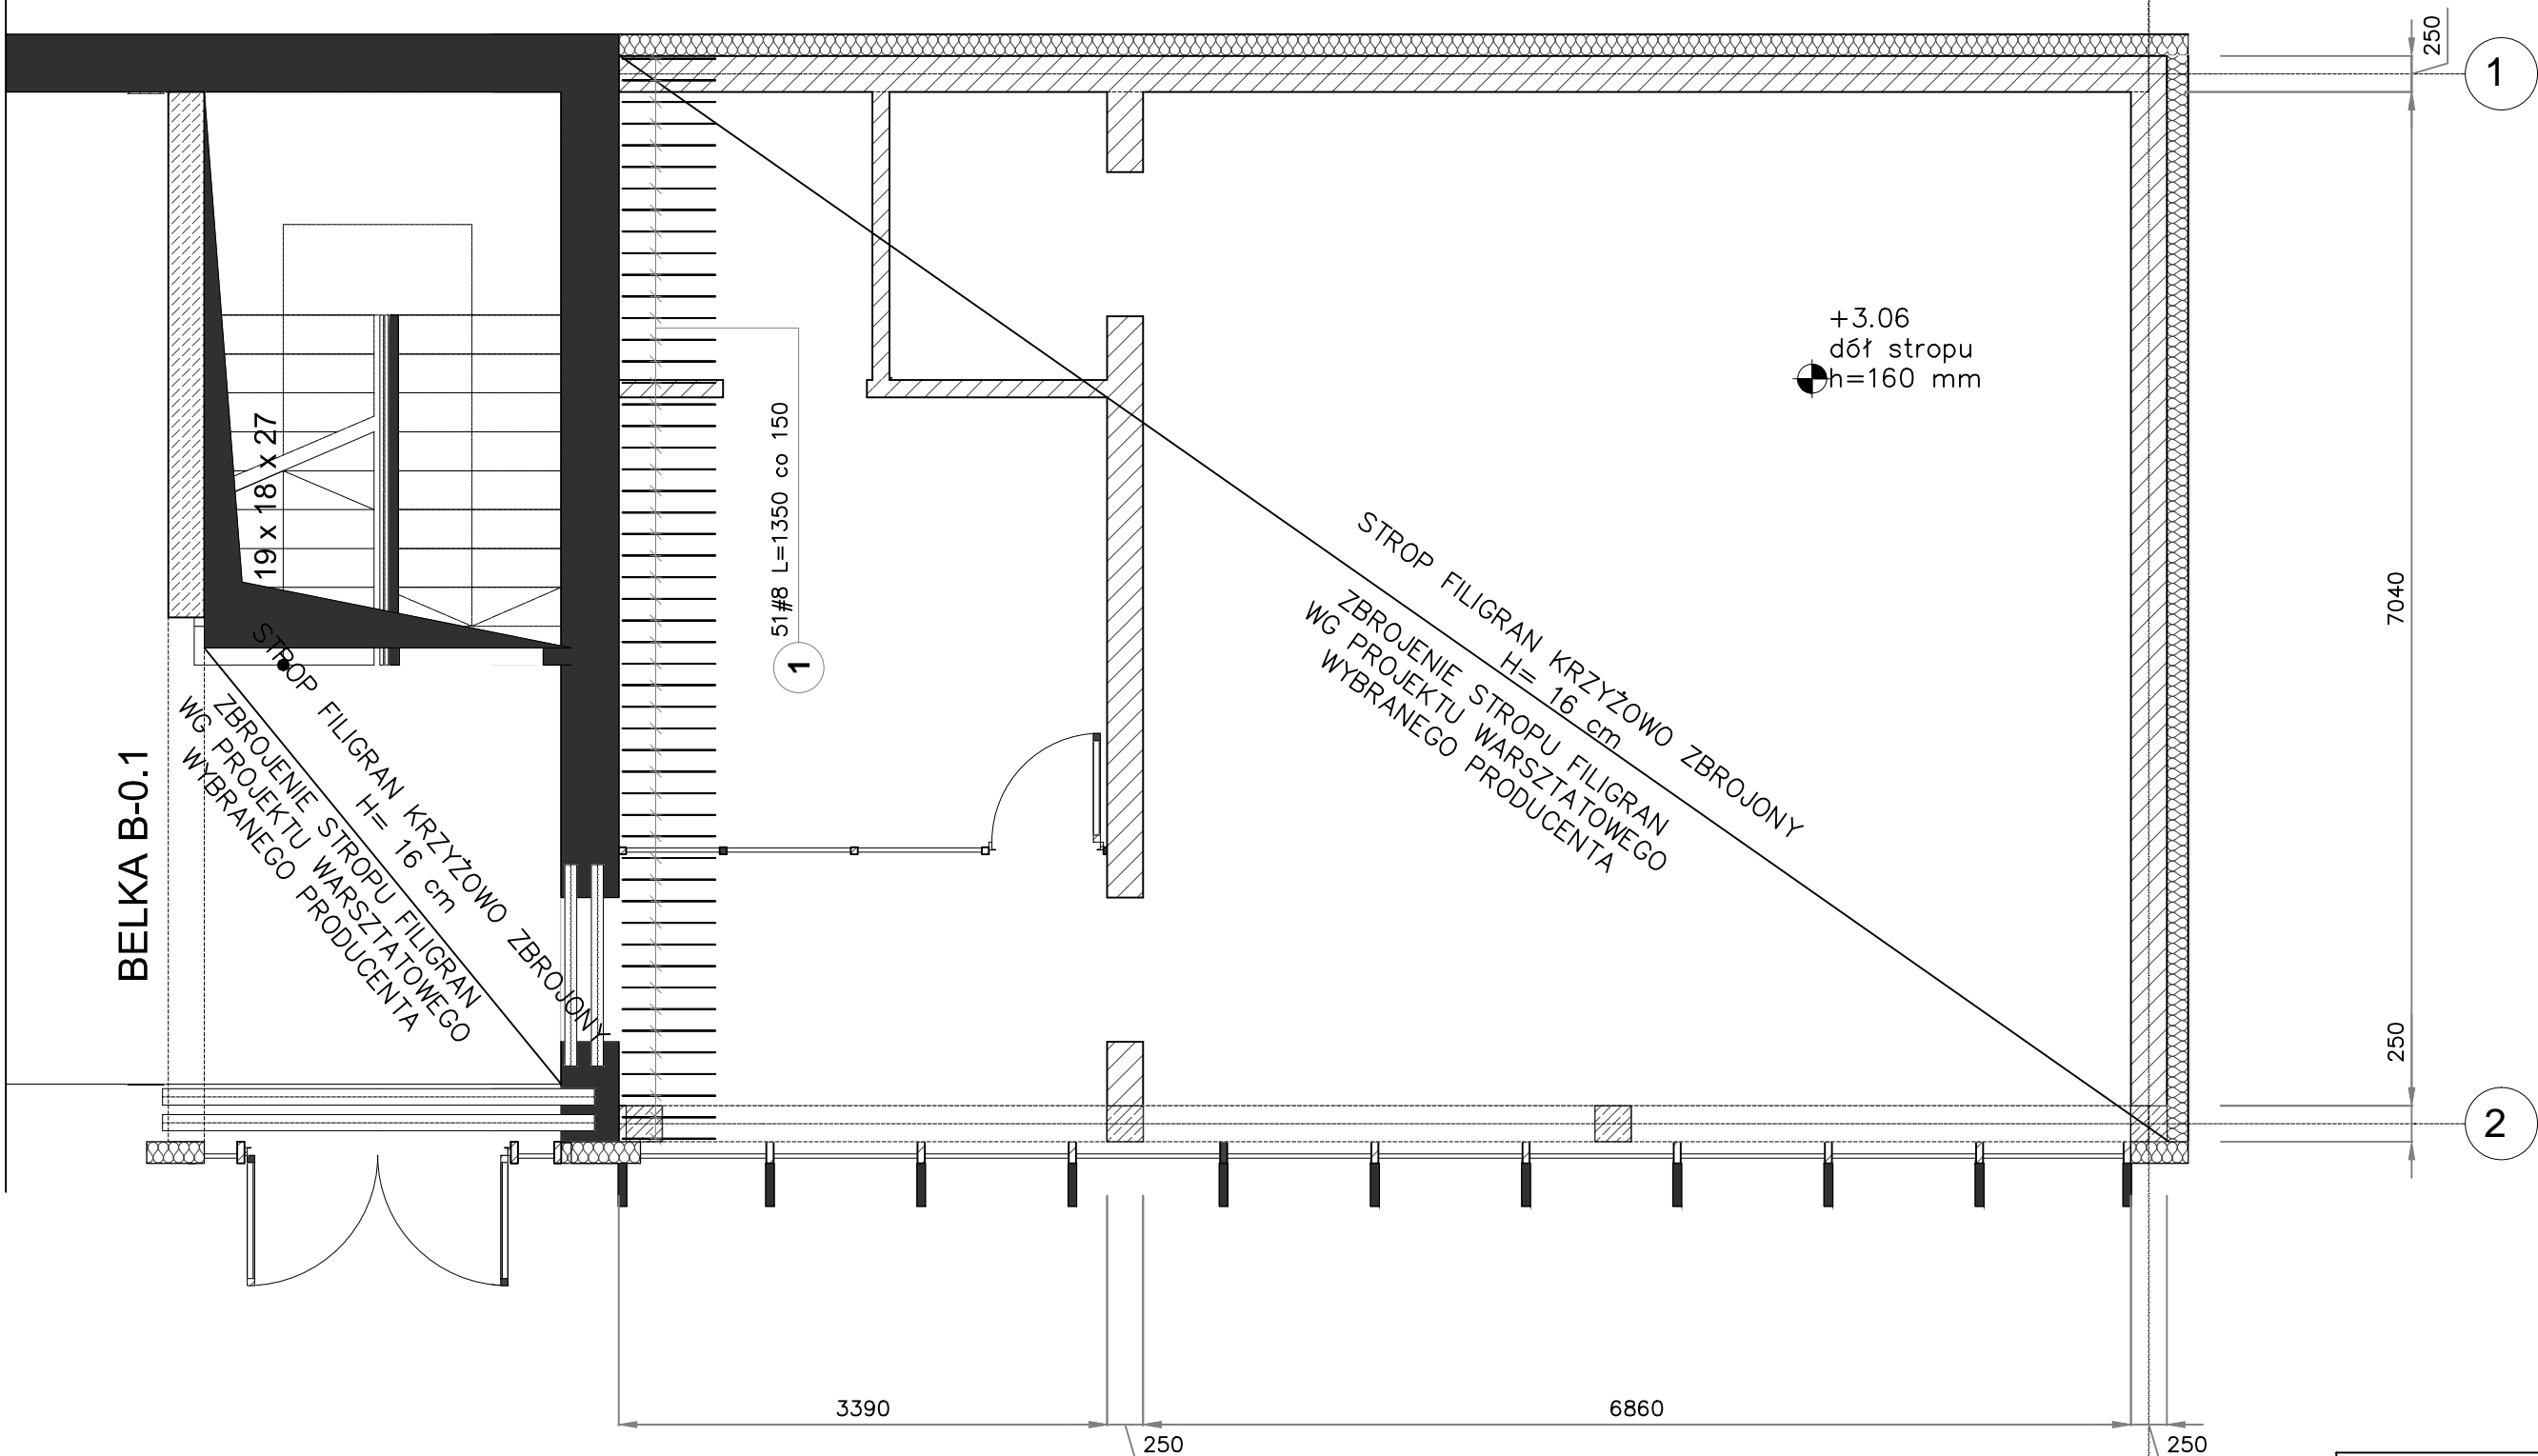 250
1
+3.06
dół stropu
h=160 mm
19 x 18 x 27
51#8 L=1350 co 150
1
STROP FILIGRAN KRZYŻOWO ZBROJONY
H= 16 cm
ZBROJENIE STROPU FILIGRAN
WG PROJEKTU WARSZTATOWEGO
WYBRANEGO PRODUCENTA
7040
STROP FILIGRAN KRZYŻOWO ZBROJONY
H= 16 cm
ZBROJENIE STROPU FILIGRAN
WG PROJEKTU WARSZTATOWEGO
WYBRANEGO PRODUCENTA
BELKA B-0.1
250
2
3390
6860
250
250